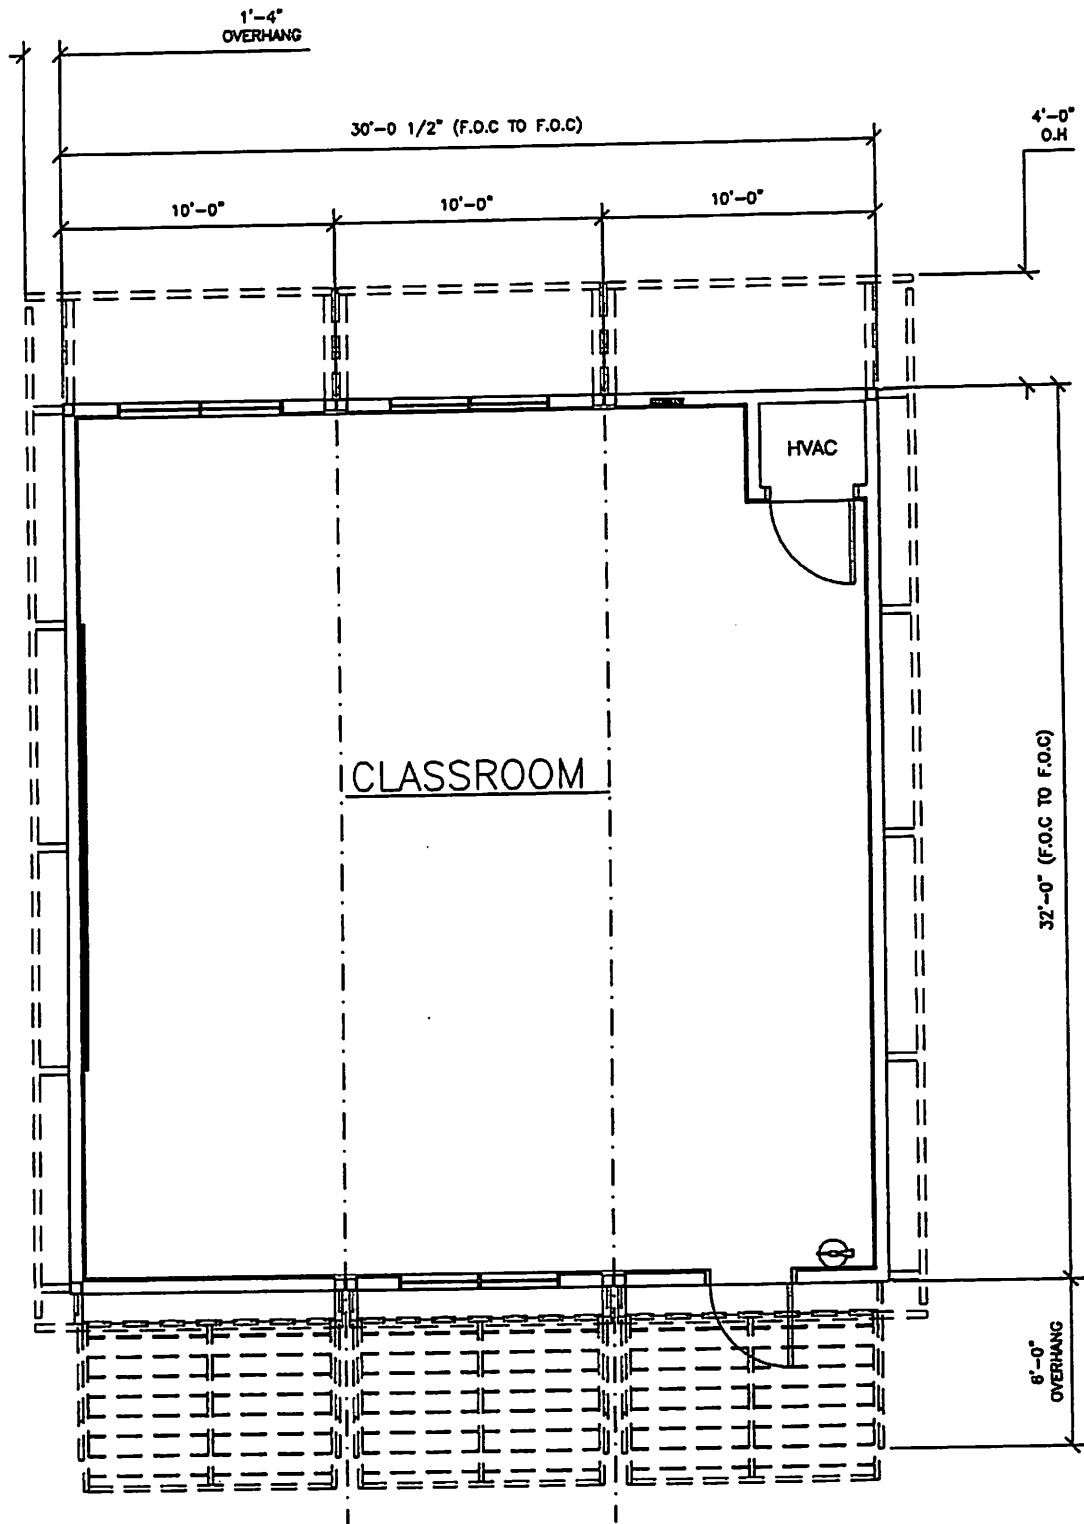 1'-4"
OVERHANG
30'-0 1/2" (F.O.C TO F.O.C)
4'-0"
O.H
10'-0"
10'-0"
10'-0"
HVAC
CLASSROOM
32'-0" (F.O.C TO F.O.C)
6'-0"
OVERHANG